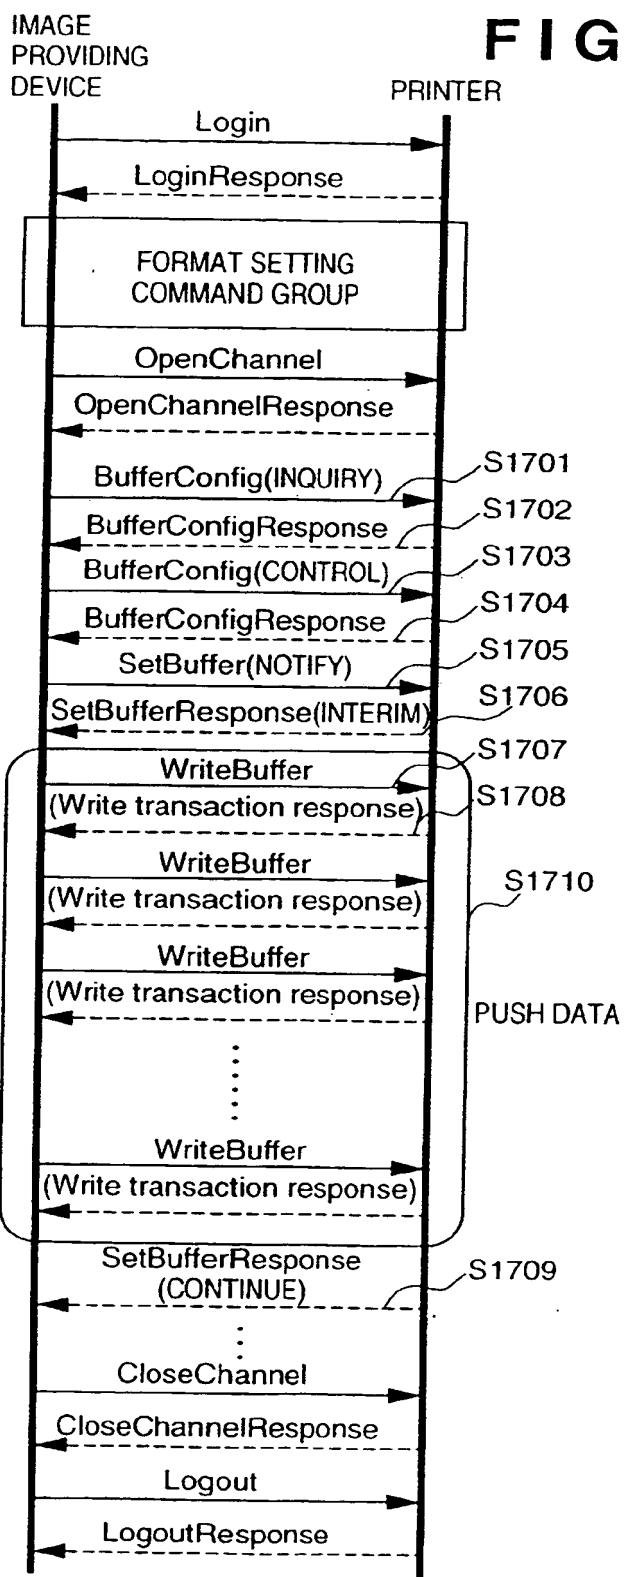 IMAGE
PROVIDING
DEVICE
FIG
PRINTER
Login
LoginResponse
FORMAT SETTING
COMMAND GROUP
OpenChannel
OpenChannelResponse
BufferConfig(INQUIRY)
S1701
BufferConfigResponse
S1702
BufferConfig(CONTROL)
S1703
BufferConfigResponse
S1704
SetBuffer(NOTIFY)
S1705
SetBufferResponse(INTERIM)
S1706
WriteBuffer
S1707
(Write transaction response)
S1708
WriteBuffer
(Write transaction response)
S1710
WriteBuffer
(Write transaction response)
PUSH DATA
WriteBuffer
(Write transaction response)
SetBufferResponse
(CONTINUE)
S1709
CloseChannel
CloseChannelResponse
Logout
LogoutResponse